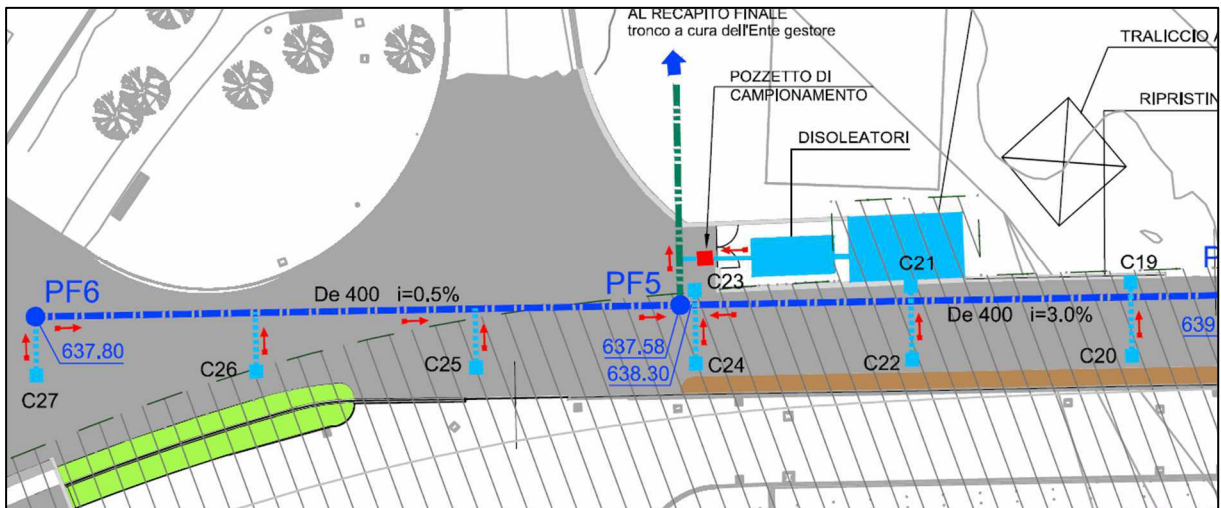 AL RECAPITO FINALE
tronco a cura dell'Ente gestore
TRALICCIO
POZZETTO DI
CAMPIONAMENTO
RIPRISTIN
DISOLEATORI
C21
C19
C23
PF6
De 400 i=0.5%
PF5
De 400 i=3.0%
637.80
637.58
639
638.30
C27
C26
C25
C24
C22
C20